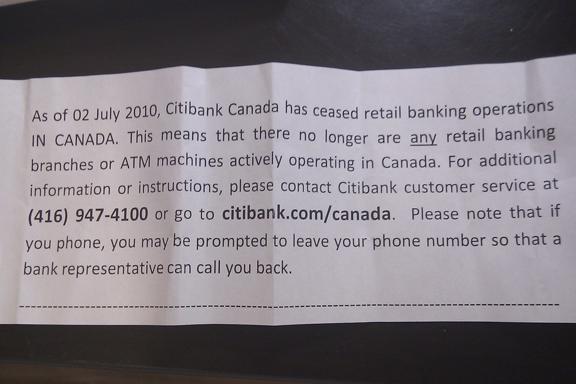 As of 02 July 2010, Citibank Canada has ceased retail banking operations
IN CANADA. This means that there no longer are any retail banking
branches or ATM machines actively operating in Canada. For additional
information or instructions, please contact Citibank customer service at
(416) 947-4100 or go to citibank.com/canada. Please note that if
you phone, you may be prompted to leave your phone number so that a
bank representative can call you back.